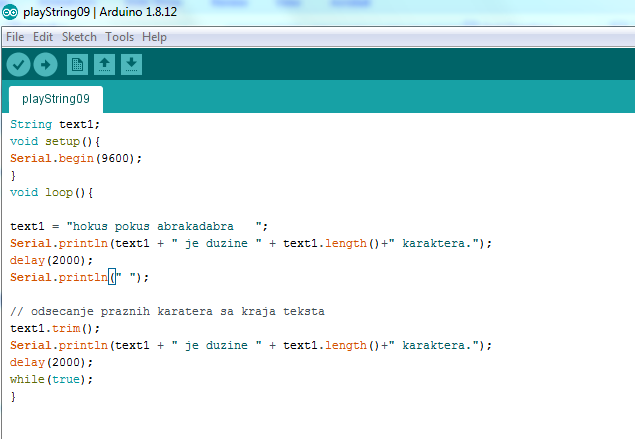 playString09 | Arduino 1.8.12
File Edit Sketch Tools Help
playString09
String text1;
void setup(){
Serial.begin(9600);
}
void loop(){
text1 = "hokus pokus abrakadabra   ";
Serial.println(text1 + " je duzine " + text1.length()+" karaktera.");
delay(2000);
Serial.println(" ");
// odsecanje praznih karatera sa kraja teksta
text1.trim();
Serial.println(text1 + " je duzine " + text1.length()+" karaktera.");
delay(2000);
while(true);
}